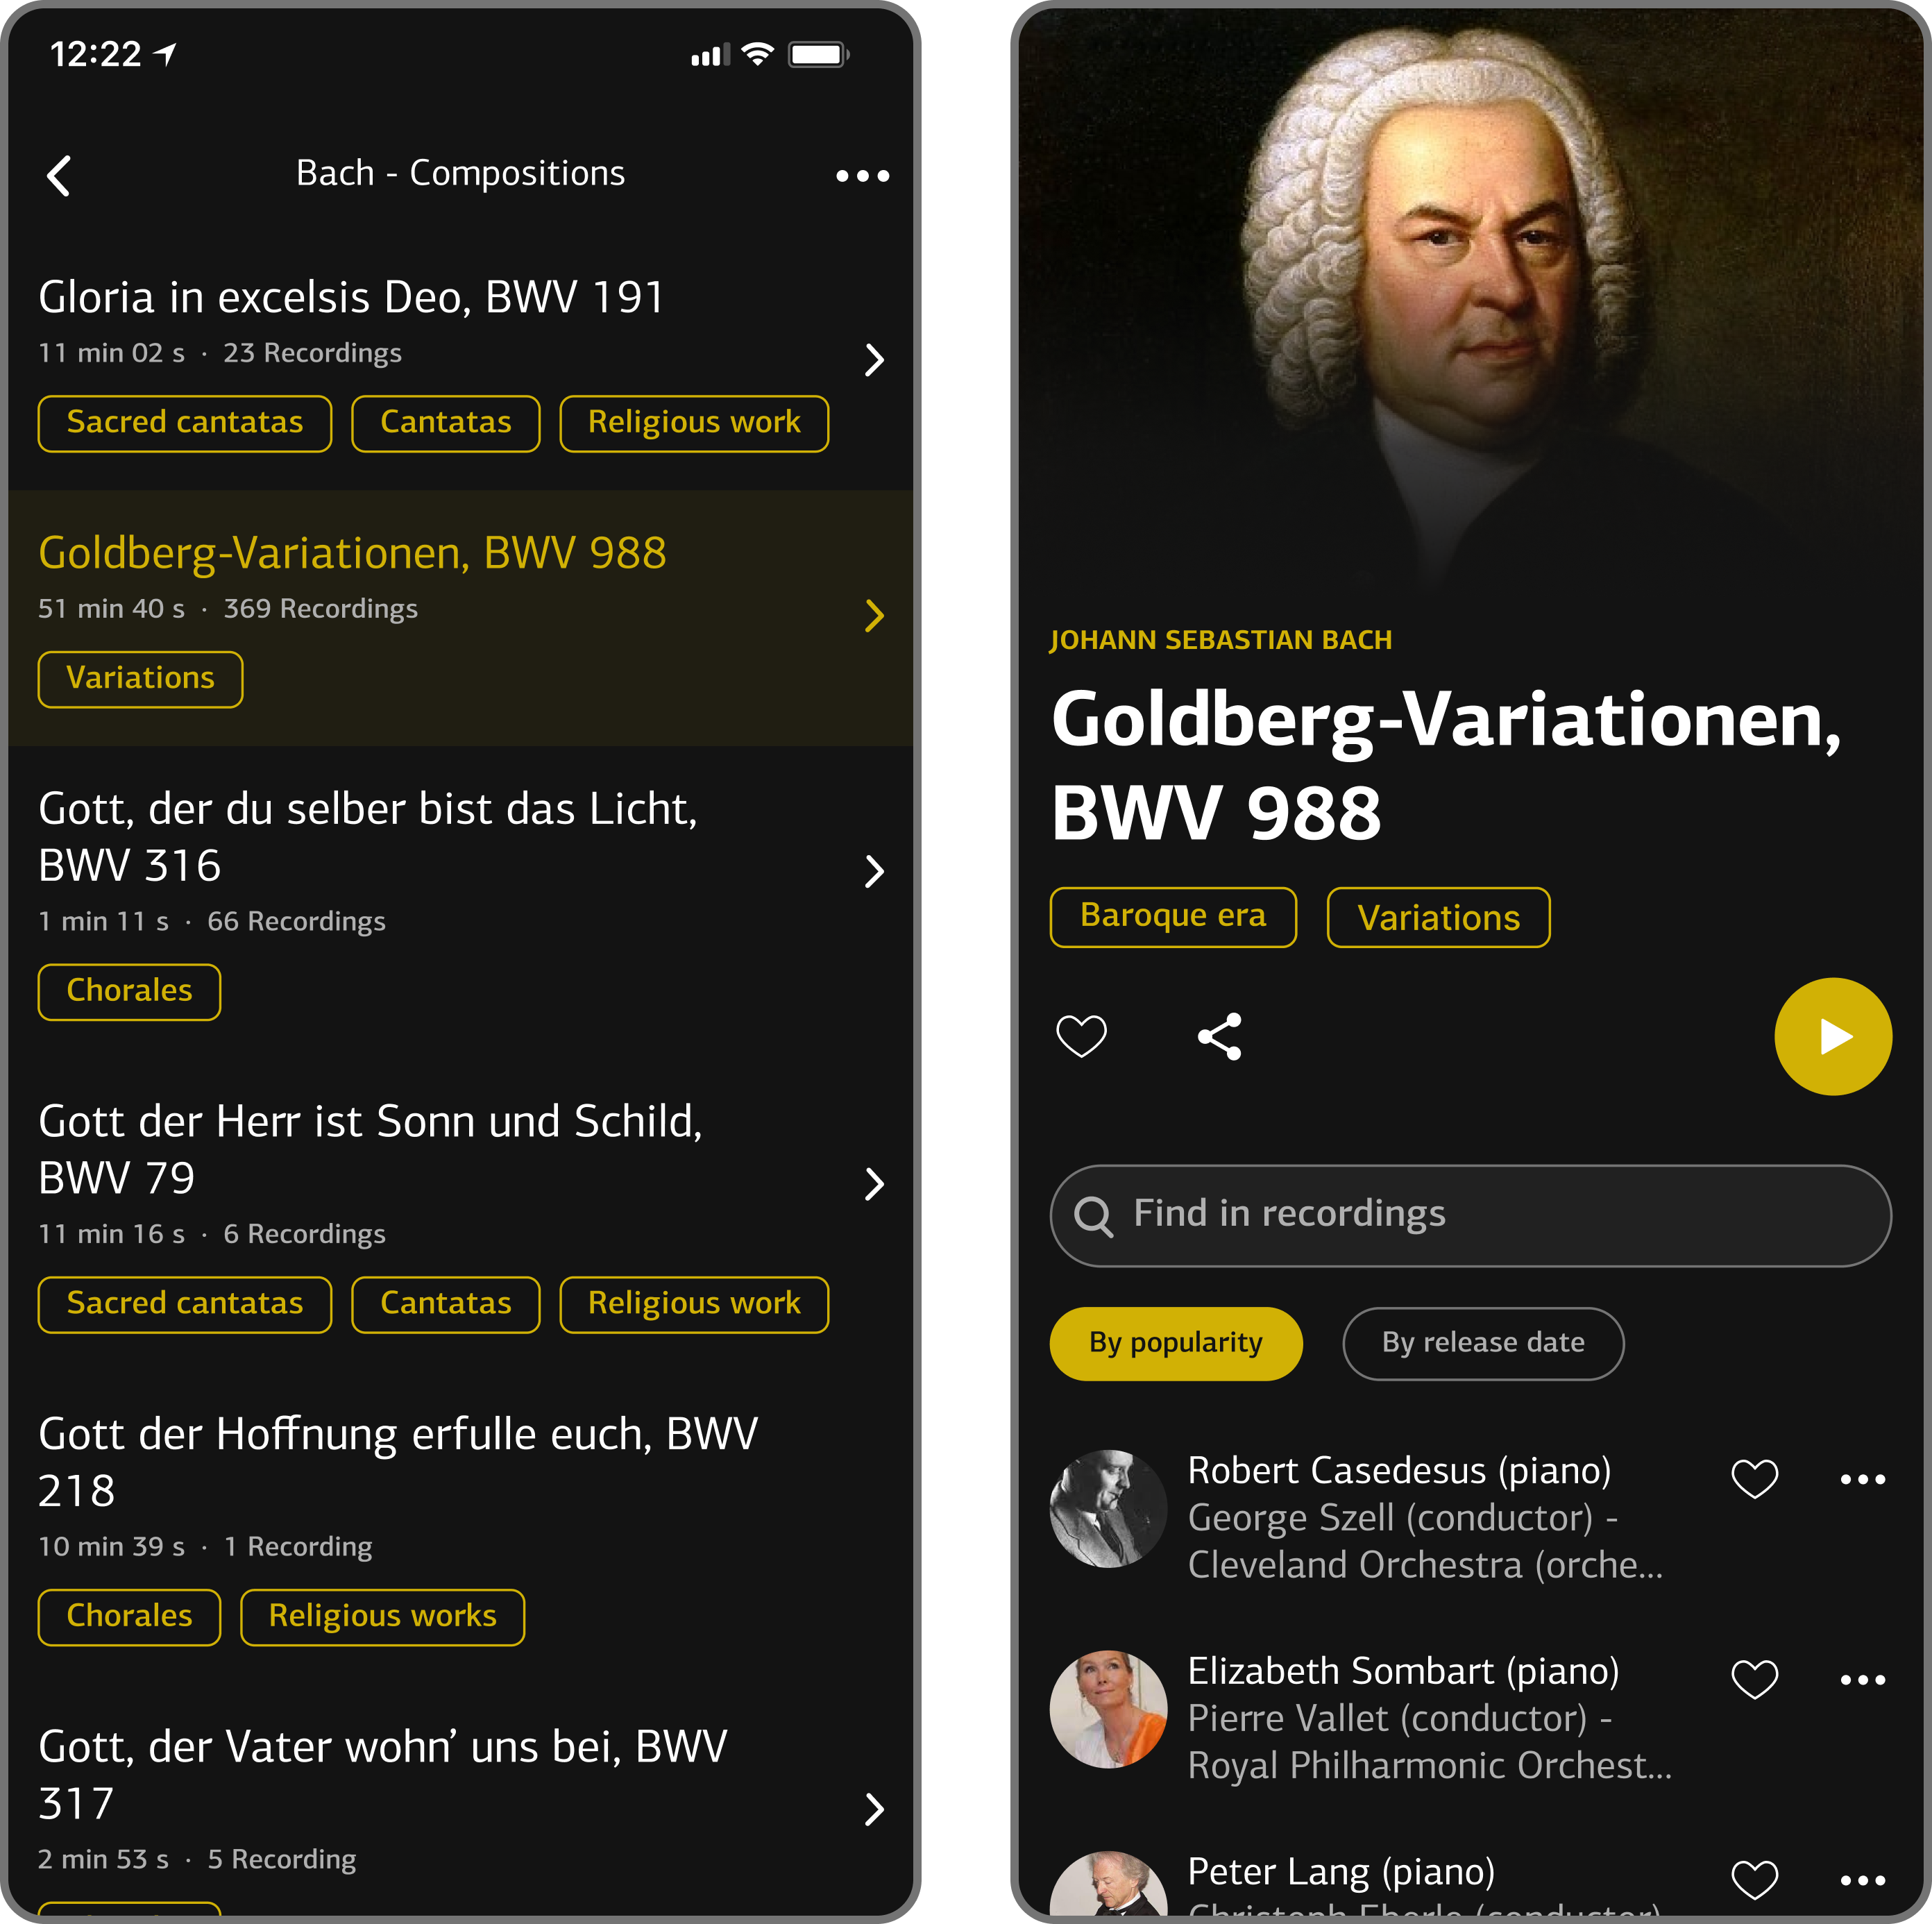 12:22
Bach - Compositions
Gloria in excelsis Deo, BWV 191
11 min 02 s · 23 Recordings
Sacred cantatas Cantatas Religious work
Goldberg-Variationen, BWV 988
51 min 40 s · 369 Recordings
Variations
Gott, der du selber bist das Licht,
BWV 316
1 min 11 s · 66 Recordings
Chorales
Gott der Herr ist Sonn und Schild,
BWV 79
11 min 16 s · 6 Recordings
Sacred cantatas Cantatas Religious work
Gott der Hoffnung erfulle euch, BWV
218
10 min 39 s · 1 Recording
Chorales Religious works
Gott, der Vater wohn’ uns bei, BWV
317
2 min 53 s · 5 Recording
JOHANN SEBASTIAN BACH
Goldberg-Variationen,
BWV 988
Baroque era Variations
Find in recordings
By popularity By release date
Robert Casedesus (piano)
George Szell (conductor) -
Cleveland Orchestra (orche...
Elizabeth Sombart (piano)
Pierre Vallet (conductor) -
Royal Philharmonic Orchest...
Peter Lang (piano)
Christoph Eberle (conductor)